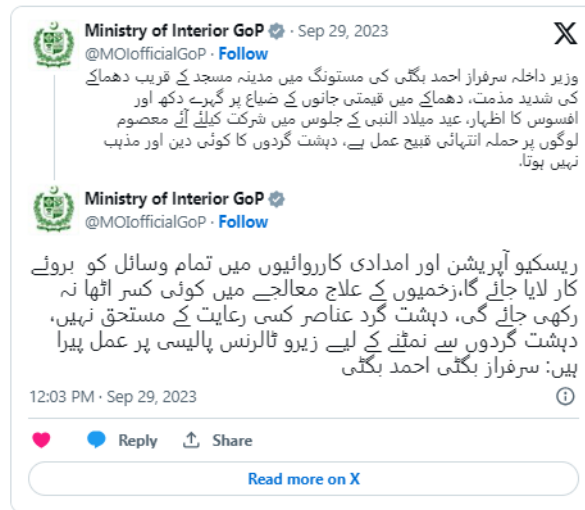 Ministry of Interior GoP · Sep 29, 2023
@MOIofficialGoP · Follow
وزیر داخلہ سرفراز احمد بگٹی کی مستونگ میں مدینہ مسجد کے قریب دھماکے
کی شدید مذمت، دھماکے میں قیمتی جانوں کے ضیاع پر گہرے دکھ اور
افسوس کا اظہار، عید میلاد النبی کے جلوس میں شرکت کیلئے آئے معصوم
لوگوں پر حملہ انتہائی قبیح عمل ہے، دہشت گردوں کا کوئی دین اور مذہب
نہیں ہوتا۔
Ministry of Interior GoP
@MOIofficialGoP · Follow
ریسکیو آپریشن اور امدادی کارروائیوں میں تمام وسائل کو بروئے
کار لایا جائے گا،زخمیوں کے علاج معالجے میں کوئی کسر اٹھا نہ
رکھی جائے گی، دہشت گرد عناصر کسی رعایت کے مستحق نہیں،
دہشت گردوں سے نمٹنے کے لیے زیرو ٹالرنس پالیسی پر عمل پیرا
ہیں: سرفراز بگٹی احمد بگٹی
12:03 PM · Sep 29, 2023
Reply Share
Read more on X